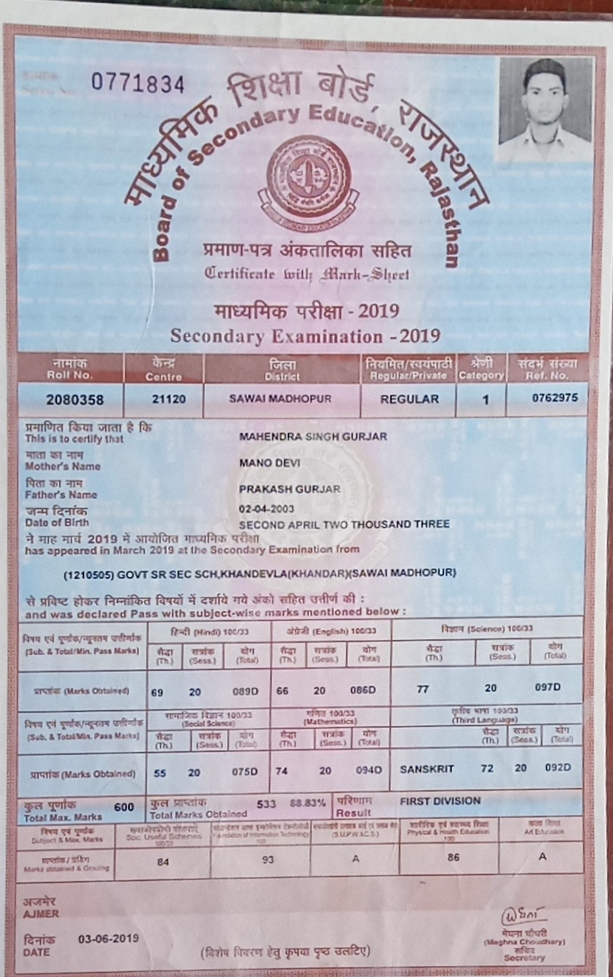 क्रमांक
Serial No. 0771834
माध्यमिक शिक्षा बोर्ड, राजस्थान
Board of Secondary Education, Rajasthan
प्रमाण-पत्र अंकतालिका सहित
Certificate with Mark-Sheet
माध्यमिक परीक्षा - 2019
Secondary Examination - 2019
नामांक केन्द्र जिला नियमित/स्वयंपाठी श्रेणी संदर्भ संख्या
Roll No. Centre District Regular/Private Category Ref. No.
2080358 21120 SAWAI MADHOPUR REGULAR 1 0762975
प्रमाणित किया जाता है कि
This is to certify that MAHENDRA SINGH GURJAR
माता का नाम
Mother's Name MANO DEVI
पिता का नाम
Father's Name PRAKASH GURJAR
जन्म दिनांक 02-04-2003
Date of Birth SECOND APRIL TWO THOUSAND THREE
ने माह मार्च 2019 में आयोजित माध्यमिक परीक्षा
has appeared in March 2019 at the Secondary Examination from
(1210505) GOVT SR SEC SCH,KHANDEVLA(KHANDAR)(SAWAI MADHOPUR)
से प्रविष्ट होकर निम्नांकित विषयों में दर्शाये गये अंको सहित उत्तीर्ण की :
and was declared Pass with subject-wise marks mentioned below :
विषय एवं पूर्णांक/न्यूनतम उत्तीर्णांक हिन्दी (Hindi) 100/33 अंग्रेजी (English) 100/33 विज्ञान (Science) 100/33
(Sub. & Total/Min. Pass Marks) सैद्धा (Th.) सत्रांक (Sess.) योग (Total) सैद्धा (Th.) सत्रांक (Sess.) योग (Total) सैद्धा (Th.) सत्रांक (Sess.) योग (Total)
प्राप्तांक (Marks Obtained) 69 20 089D 66 20 086D 77 20 097D
विषय एवं पूर्णांक/न्यूनतम उत्तीर्णांक सामाजिक विज्ञान 100/33 (Social Science) गणित 100/33 (Mathematics) तृतीय भाषा 100/33 (Third Language)
(Sub. & Total/Min. Pass Marks) सैद्धा (Th.) सत्रांक (Sess.) योग (Total) सैद्धा (Th.) सत्रांक (Sess.) योग (Total) सैद्धा (Th.) सत्रांक (Sess.) योग (Total)
प्राप्तांक (Marks Obtained) 55 20 075D 74 20 094D SANSKRIT 72 20 092D
कुल पूर्णांक 600 कुल प्राप्तांक 533 88.83% परिणाम FIRST DIVISION
Total Max. Marks Total Marks Obtained Result
विषय एवं पूर्णांक शारीरिक एवं स्वास्थ्य शिक्षा कला शिक्षा
Subject & Max. Marks Soc. Useful Schemes Foundation of Information Technology (S.U.P.W.&C.S.) Physical & Health Education Art Education
100 100
प्राप्तांक / ग्रेडिंग
Marks obtained & Grading 84 93 A 86 A
अजमेर
AJMER
मेघना चौधरी
(Meghna Choudhary)
सचिव
Secretary
दिनांक
DATE 03-06-2019
(विशेष विवरण हेतु कृपया पृष्ठ उलटिए)